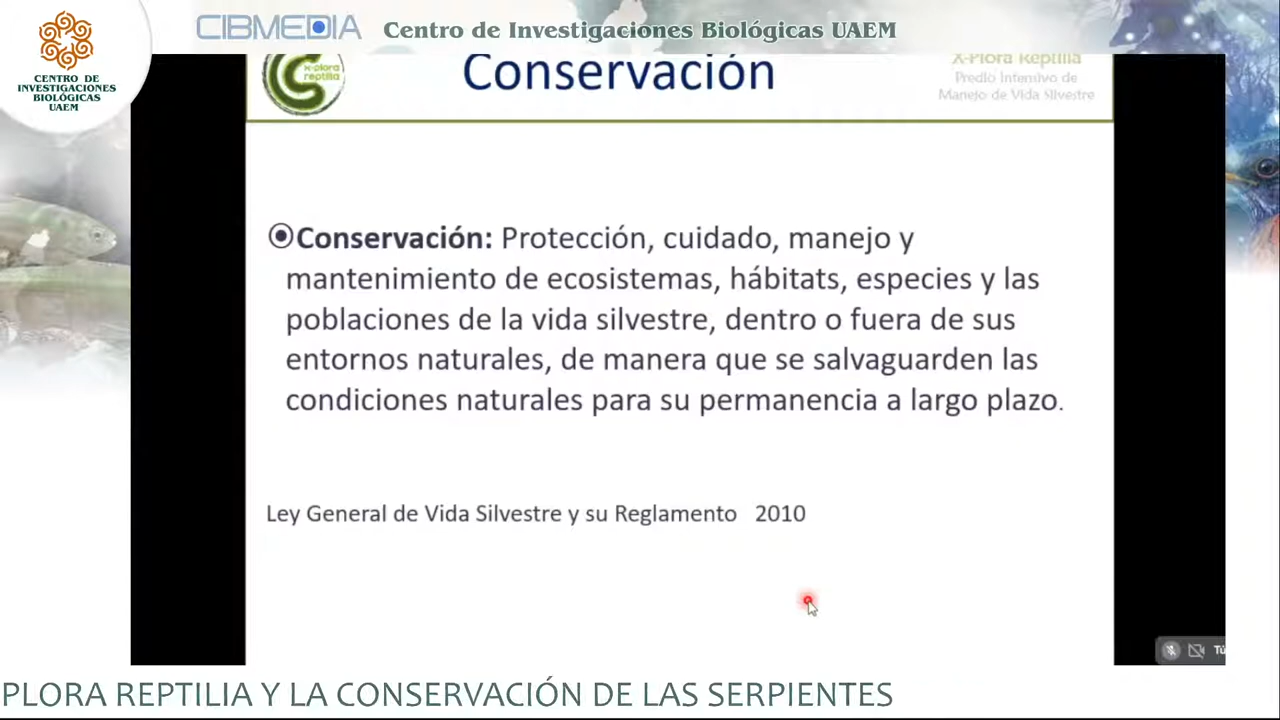 CIBMEDIA Centro de Investigaciones Biológicas UAEM
CENTRO DE
INVESTIGACIONES
BIOLÓGICAS
UAEM
x-plora
reptilia
Conservación
X-Plora Reptilia
Predio Intensivo de
Manejo de Vida Silvestre
Conservación: Protección, cuidado, manejo y
mantenimiento de ecosistemas, hábitats, especies y las
poblaciones de la vida silvestre, dentro o fuera de sus
entornos naturales, de manera que se salvaguarden las
condiciones naturales para su permanencia a largo plazo.
Ley General de Vida Silvestre y su Reglamento 2010
Tú
PLORA REPTILIA Y LA CONSERVACIÓN DE LAS SERPIENTES